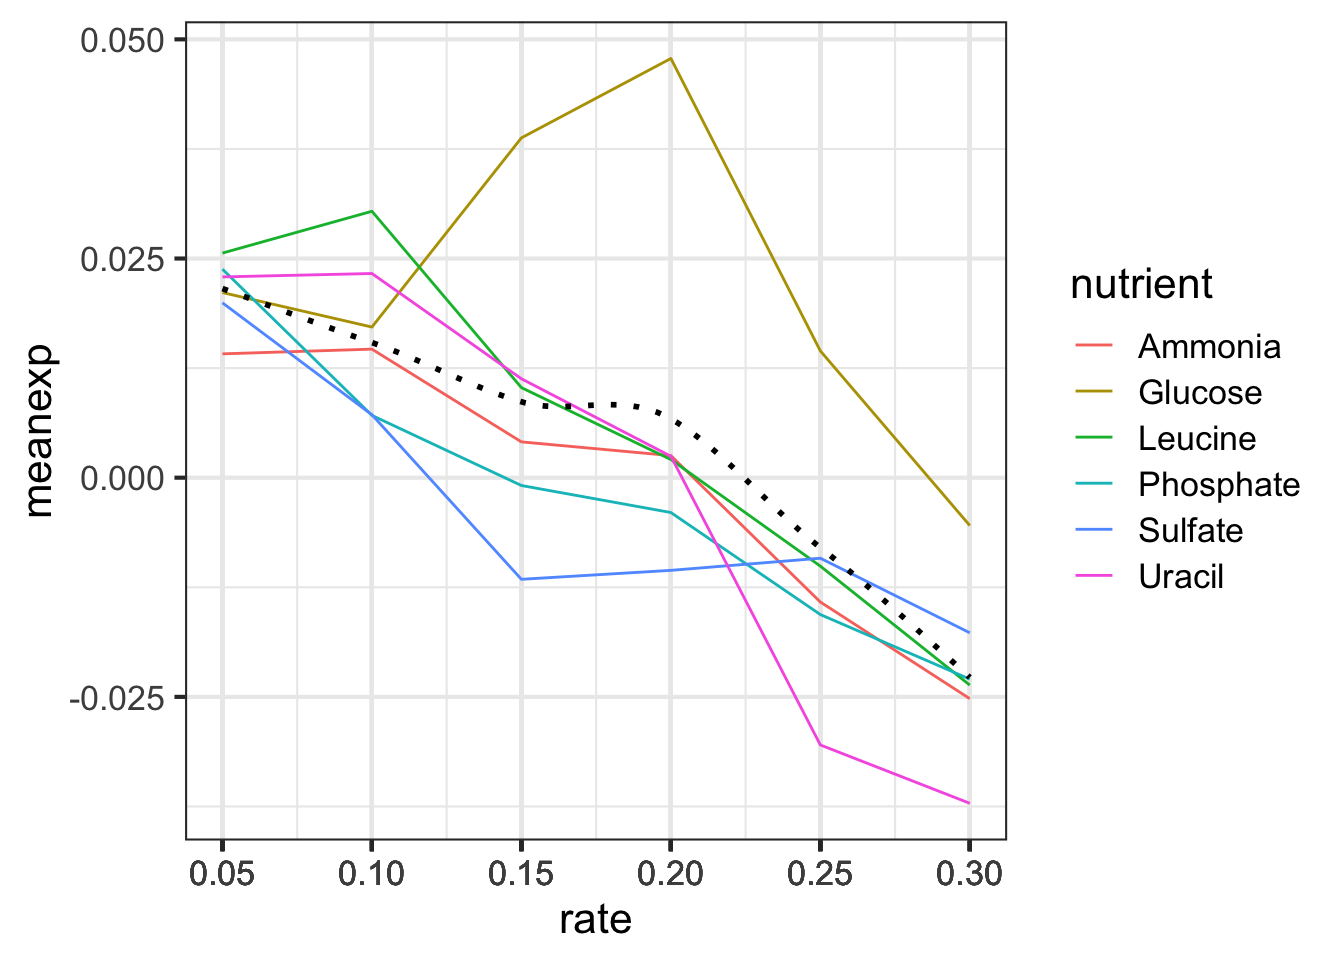 0.050
0.025
0.000
-0.025
meanexp
0.05 0.10 0.15 0.20 0.25 0.30
rate
nutrient
Ammonia
Glucose
Leucine
Phosphate
Sulfate
Uracil